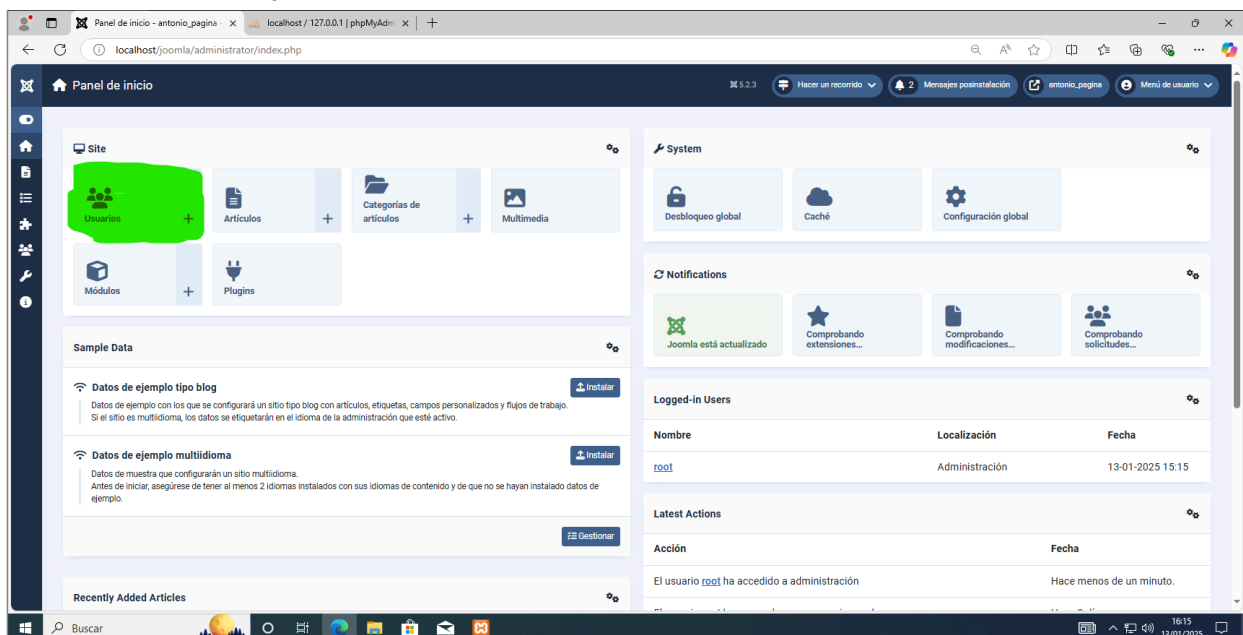 Panel de inicio - antonio_pagina -
localhost / 127.0.0.1 | phpMyAdm
localhost/joomla/administrator/index.php
Panel de inicio
5.2.3
Hacer un recorrido
2 Mensajes posinstalación
antonio_pagina
Menú de usuario
Site
Usuarios
Artículos
Categorías de
artículos
Multimedia
Módulos
Plugins
Sample Data
Datos de ejemplo tipo blog
Instalar
Datos de ejemplo con los que se configurará un sitio tipo blog con artículos, etiquetas, campos personalizados y flujos de trabajo.
Si el sitio es multiidioma, los datos se etiquetarán en el idioma de la administración que esté activo.
Datos de ejemplo multiidioma
Instalar
Datos de muestra que configurarán un sitio multiidioma.
Antes de iniciar, asegúrese de tener al menos 2 idiomas instalados con sus idiomas de contenido y de que no se hayan instalado datos de
ejemplo.
Gestionar
Recently Added Articles
System
Desbloqueo global
Caché
Configuración global
Notifications
Joomla está actualizado
Comprobando
extensiones...
Comprobando
modificaciones...
Comprobando
solicitudes...
Logged-in Users
Nombre Localización Fecha
root Administración 13-01-2025 15:15
Latest Actions
Acción Fecha
El usuario root ha accedido a administración Hace menos de un minuto.
Buscar
16:15
13/01/2025